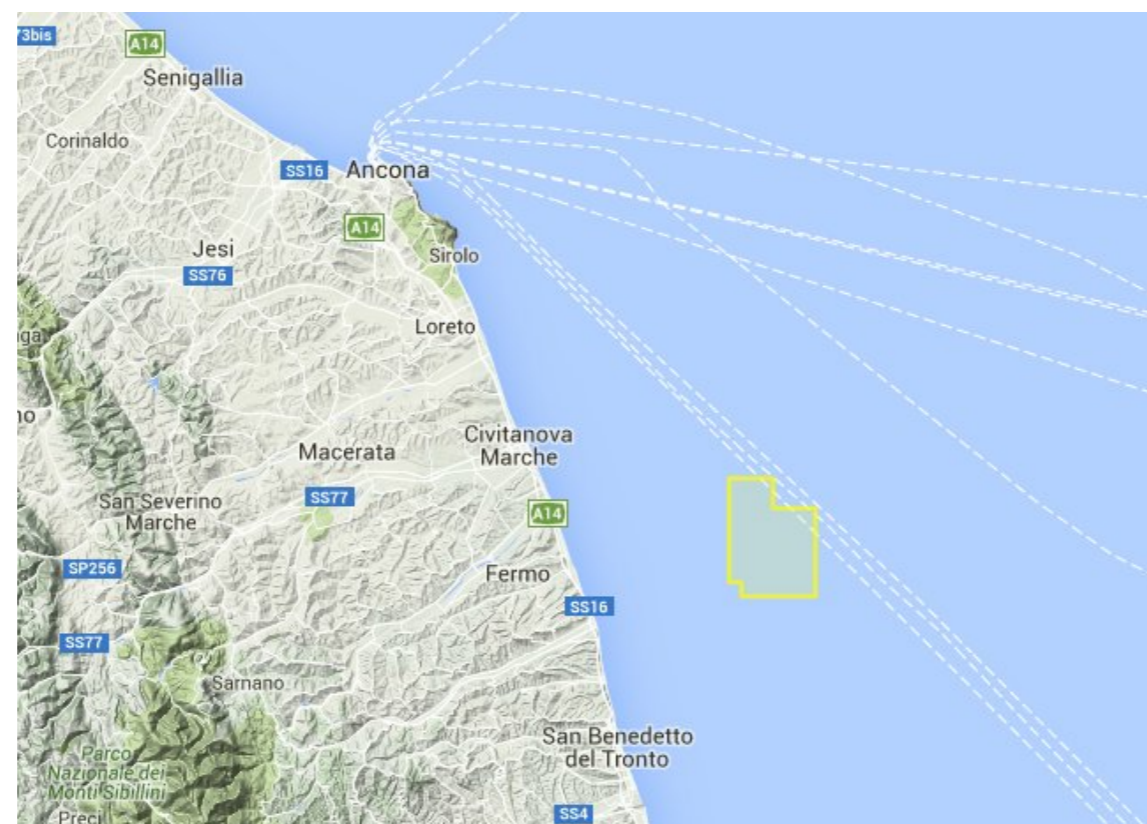 73bis
A14
Senigallia
Corinaldo
SS16
Ancona
A14
Jesi
Sirolo
SS76
Loreto
Civitanova
Marche
Macerata
SS77
San Severino
Marche
A14
SP256
Fermo
SS16
SS77
Sarnano
San Benedetto
del Tronto
Parco
Nazionale dei
Monti Sibillini
SS4
Preci